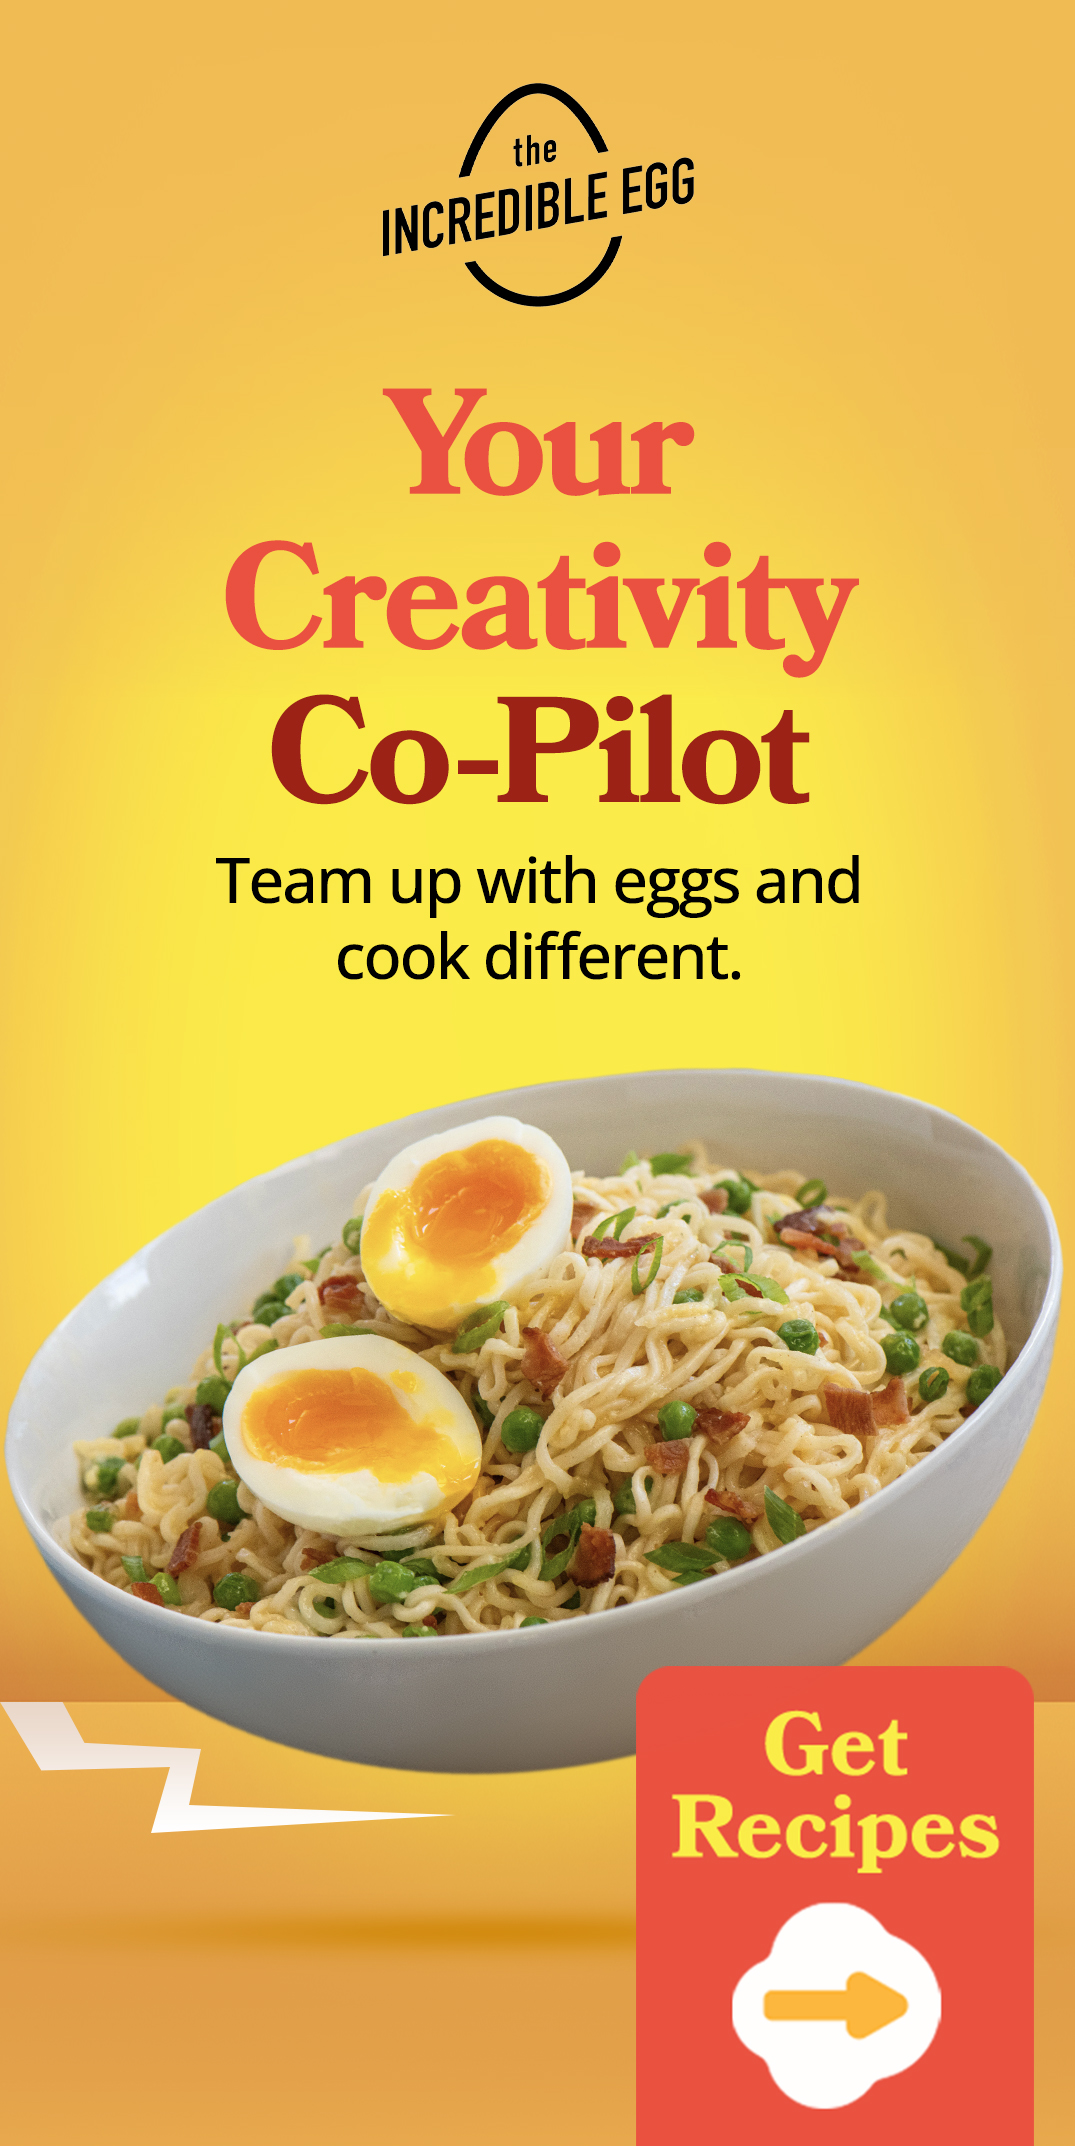 the
INCREDIBLE EGG
Your
Creativity
Co-Pilot
Team up with eggs and
cook different.
Get
Recipes